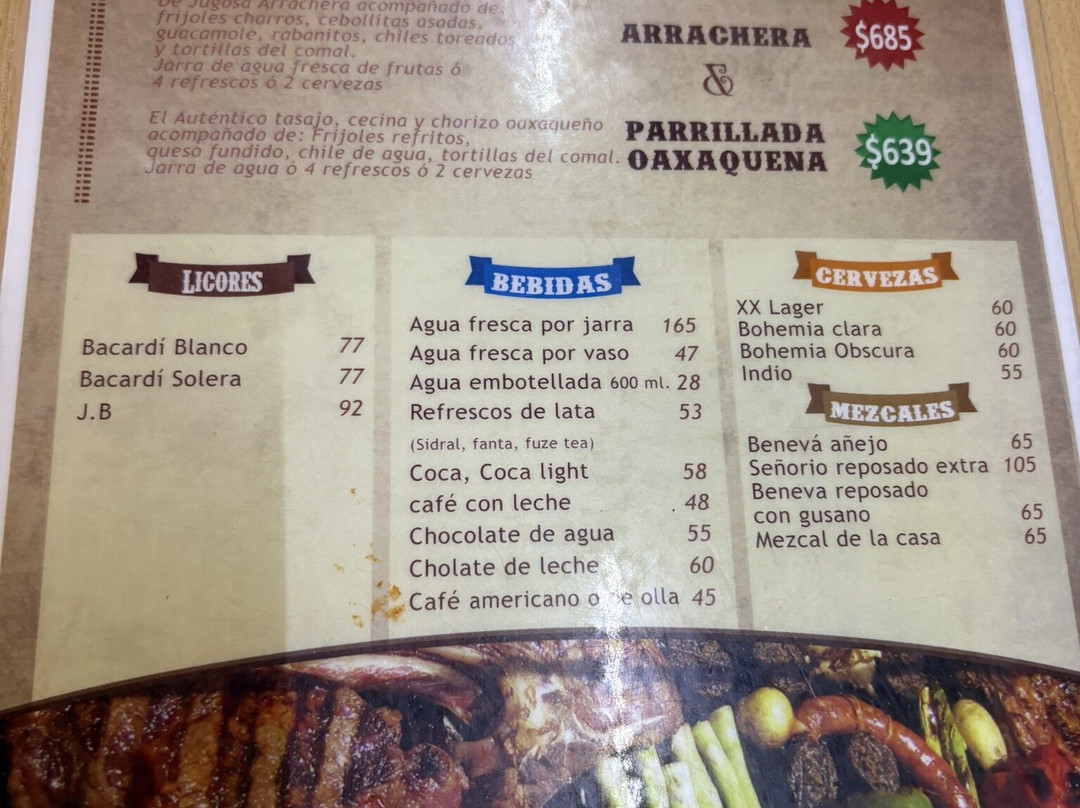 De Jugosa Arrachera acompañado de:
frijoles charros, cebollitas asadas,
guacamole, rabanitos, chiles toreados
y tortillas del comal.
Jarra de agua fresca de frutas ó
4 refrescos ó 2 cervezas
ARRACHERA
$685
&
El Auténtico tasajo, cecina y chorizo oaxaqueño
acompañado de: Frijoles refritos,
queso fundido, chile de agua, tortillas del comal.
Jarra de agua ó 4 refrescos ó 2 cervezas
PARRILLADA
OAXAQUENA
$639
LICORES
Bacardí Blanco 77
Bacardí Solera 77
J.B 92
BEBIDAS
Agua fresca por jarra 165
Agua fresca por vaso 47
Agua embotellada 600 ml. 28
Refrescos de lata 53
(Sidral, fanta, fuze tea)
Coca, Coca light 58
café con leche 48
Chocolate de agua 55
Cholate de leche 60
Café americano o de olla 45
CERVEZAS
XX Lager 60
Bohemia clara 60
Bohemia Obscura 60
Indio 55
MEZCALES
Benevá añejo 65
Señorio reposado extra 105
Beneva reposado
con gusano 65
Mezcal de la casa 65